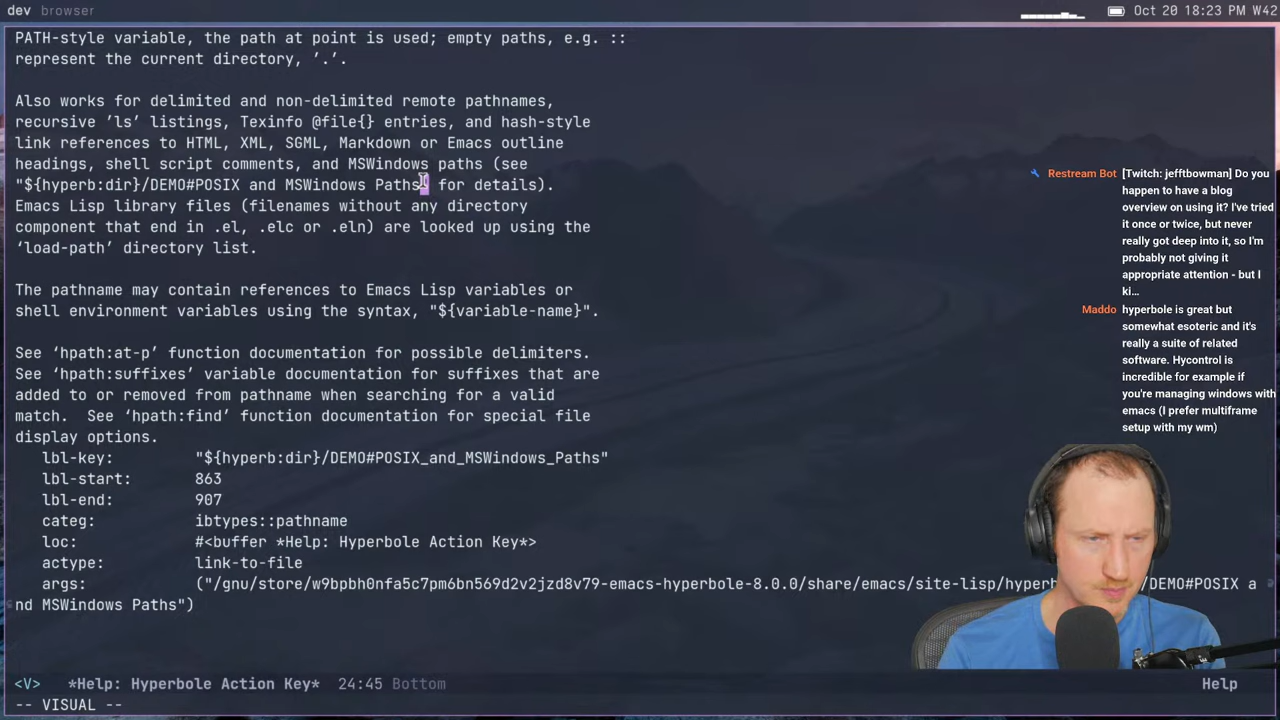 dev browser
Oct 20 18:23 PM W42
PATH-style variable, the path at point is used; empty paths, e.g. ::
represent the current directory, ’.’.
Also works for delimited and non-delimited remote pathnames,
recursive ’ls’ listings, Texinfo @file{} entries, and hash-style
link references to HTML, XML, SGML, Markdown or Emacs outline
headings, shell script comments, and MSWindows paths (see
"${hyperb:dir}/DEMO#POSIX and MSWindows Paths" for details).
Emacs Lisp library files (filenames without any directory
component that end in .el, .elc or .eln) are looked up using the
‘load-path’ directory list.
The pathname may contain references to Emacs Lisp variables or
shell environment variables using the syntax, "${variable-name}".
See ‘hpath:at-p’ function documentation for possible delimiters.
See ‘hpath:suffixes’ variable documentation for suffixes that are
added to or removed from pathname when searching for a valid
match.  See ‘hpath:find’ function documentation for special file
display options.
lbl-key: "${hyperb:dir}/DEMO#POSIX_and_MSWindows_Paths"
lbl-start: 863
lbl-end: 907
categ: ibtypes::pathname
loc: #<buffer *Help: Hyperbole Action Key*>
actype: link-to-file
args: ("/gnu/store/w9bpbh0nfa5c7pm6bn569d2v2jzd8v79-emacs-hyperbole-8.0.0/share/emacs/site-lisp/hyperb /DEMO#POSIX a
nd MSWindows Paths")
<V> *Help: Hyperbole Action Key* 24:45 Bottom Help
-- VISUAL --
Restream Bot [Twitch: jefftbowman] Do you
happen to have a blog
overview on using it? I've tried
it once or twice, but never
really got deep into it, so I'm
probably not giving it
appropriate attention - but I
ki...
Maddo hyperbole is great but
somewhat esoteric and it's
really a suite of related
software. Hycontrol is
incredible for example if
you're managing windows with
emacs (I prefer multiframe
setup with my wm)